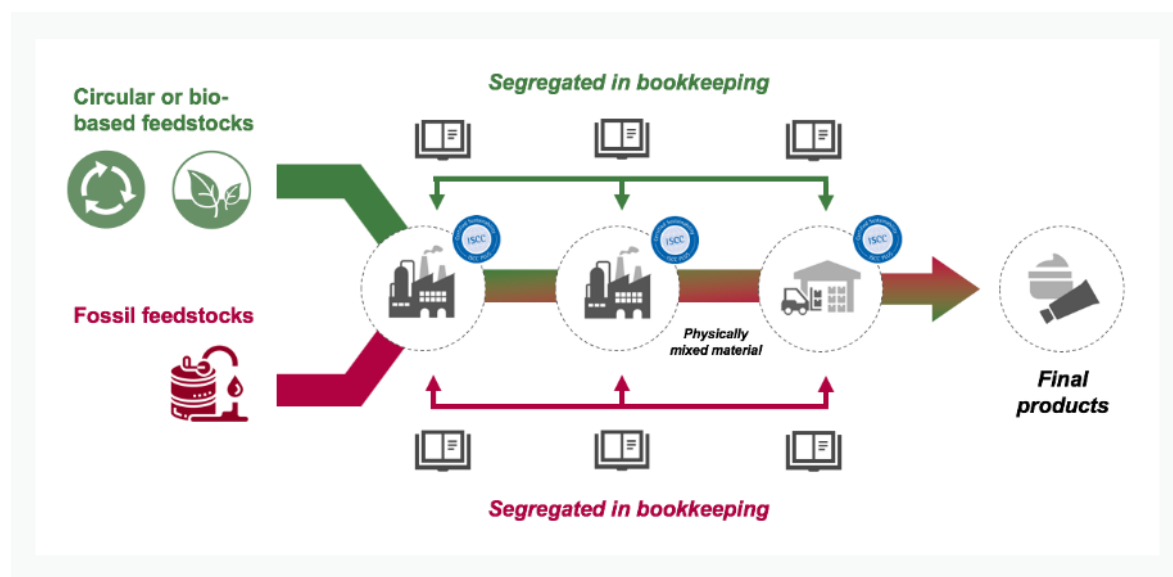 Segregated in bookkeeping
Circular or bio-
based feedstocks
ISCC
ISCC
ISCC
Fossil feedstocks
Physically
mixed material
Final
products
Segregated in bookkeeping